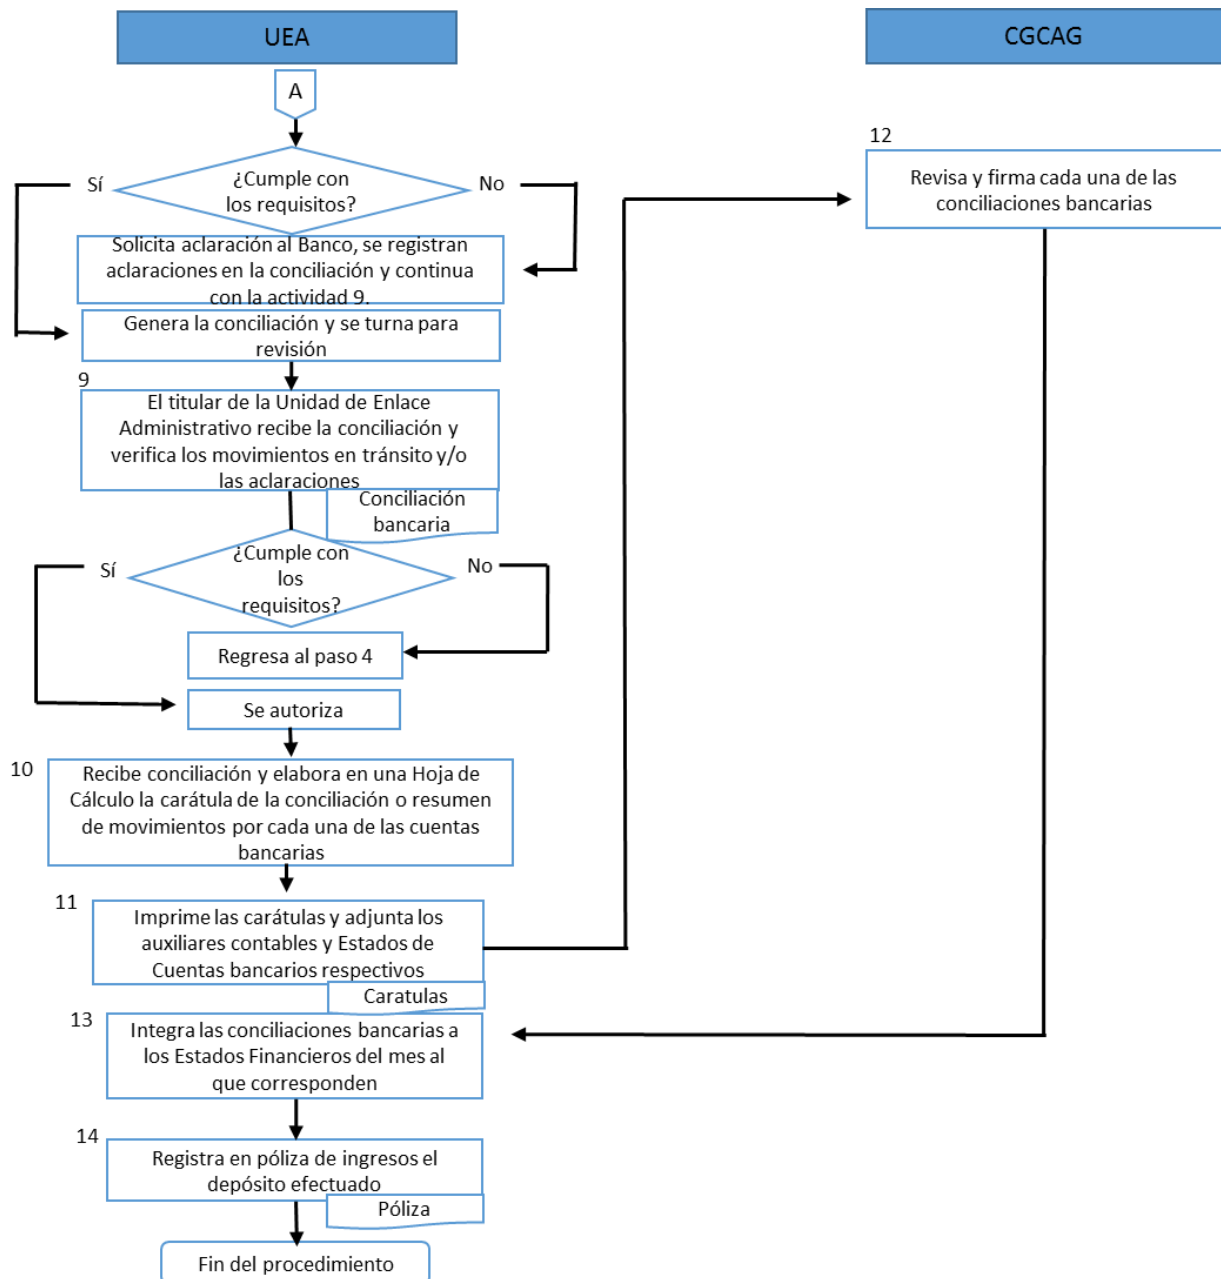 UEA
CGCAG
A
12
¿Cumple con
los requisitos?
Sí
No
Revisa y firma cada una de las
conciliaciones bancarias
Solicita aclaración al Banco, se registran
aclaraciones en la conciliación y continua
con la actividad 9.
Genera la conciliación y se turna para
revisión
9
El titular de la Unidad de Enlace
Administrativo recibe la conciliación y
verifica los movimientos en tránsito y/o
las aclaraciones
Conciliación
bancaria
¿Cumple con
los
requisitos?
Sí
No
Regresa al paso 4
Se autoriza
10
Recibe conciliación y elabora en una Hoja de
Cálculo la carátula de la conciliación o resumen
de movimientos por cada una de las cuentas
bancarias
11
Imprime las carátulas y adjunta los
auxiliares contables y Estados de
Cuentas bancarios respectivos
Caratulas
13
Integra las conciliaciones bancarias a
los Estados Financieros del mes al
que corresponden
14
Registra en póliza de ingresos el
depósito efectuado
Póliza
Fin del procedimiento